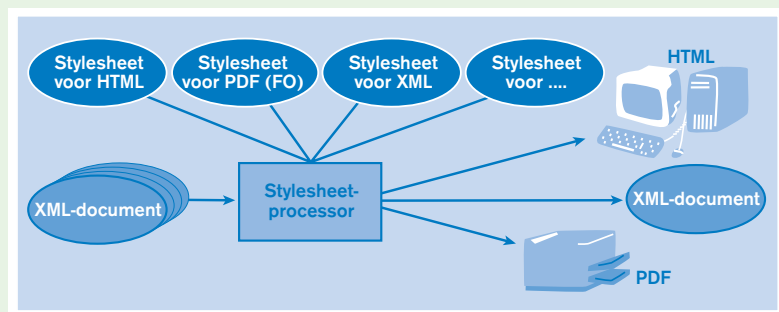 Stylesheet
voor HTML
Stylesheet
voor PDF (FO)
Stylesheet
voor XML
Stylesheet
voor ....
HTML
XML-document
Stylesheet-
processor
XML-document
PDF